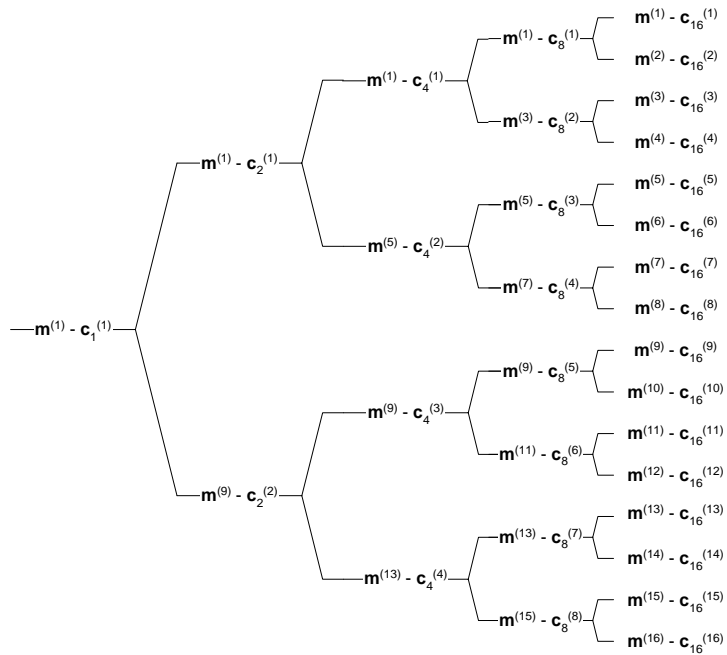 m(1) - c1(1)
m(1) - c2(1)
m(9) - c2(2)
m(1) - c4(1)
m(5) - c4(2)
m(9) - c4(3)
m(13) - c4(4)
m(1) - c8(1)
m(3) - c8(2)
m(5) - c8(3)
m(7) - c8(4)
m(9) - c8(5)
m(11) - c8(6)
m(13) - c8(7)
m(15) - c8(8)
m(1) - c16(1)
m(2) - c16(2)
m(3) - c16(3)
m(4) - c16(4)
m(5) - c16(5)
m(6) - c16(6)
m(7) - c16(7)
m(8) - c16(8)
m(9) - c16(9)
m(10) - c16(10)
m(11) - c16(11)
m(12) - c16(12)
m(13) - c16(13)
m(14) - c16(14)
m(15) - c16(15)
m(16) - c16(16)